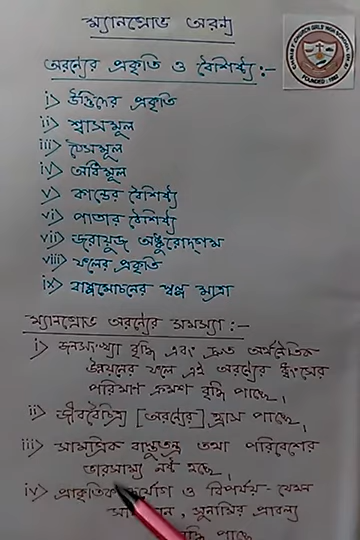 ম্যানগ্রোভ অরণ্য
অরণ্যের প্রকৃতি ও বৈশিষ্ট্য :-
i> উদ্ভিদের প্রকৃতি
ii> শ্বাসমূল
iii> ঠেসমূল
iv> অধিমূল
v> কান্ডের বৈশিষ্ট্য
vi> পাতার বৈশিষ্ট্য
vii> জরায়ুজ অঙ্কুরোদ্গম
viii> ফলের প্রকৃতি
ix> বাষ্পমোচনের স্বল্প মাত্রা
ম্যানগ্রোভ অরণ্যের সমস্যা :-
i> জনসংখ্যা বৃদ্ধি এবং দ্রুত অর্থনৈতিক
উন্নয়নের ফলে এই অরণ্যের ধ্বংসের
পরিমাণ ক্রমশ বৃদ্ধি পাচ্ছে,
ii> জীববৈচিত্র্য [অরণ্যের] হ্রাস পাচ্ছে,
iii> সামগ্রিক বাস্তুতন্ত্র তথা পরিবেশের
ভারসাম্য নষ্ট হচ্ছে,
iv> প্রাকৃতিক ও বিপর্যয় - যেমন
সুনামির প্রাবল্য
বৃদ্ধি পাচ্ছে